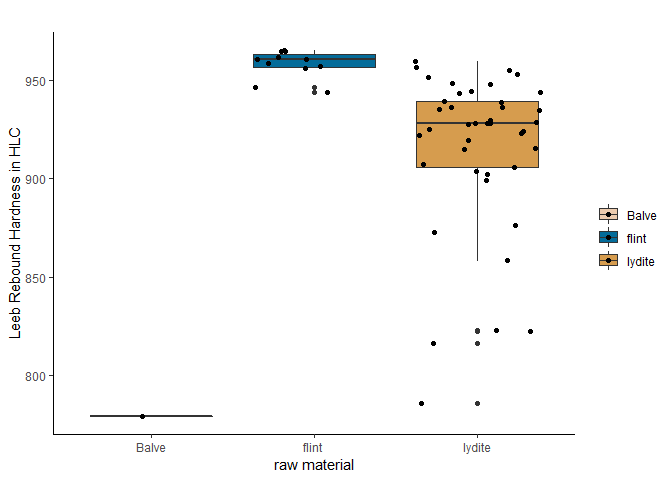 Leeb Rebound Hardness in HLC
950
900
850
800
Balve
flint
lydite
raw material
Balve
flint
lydite